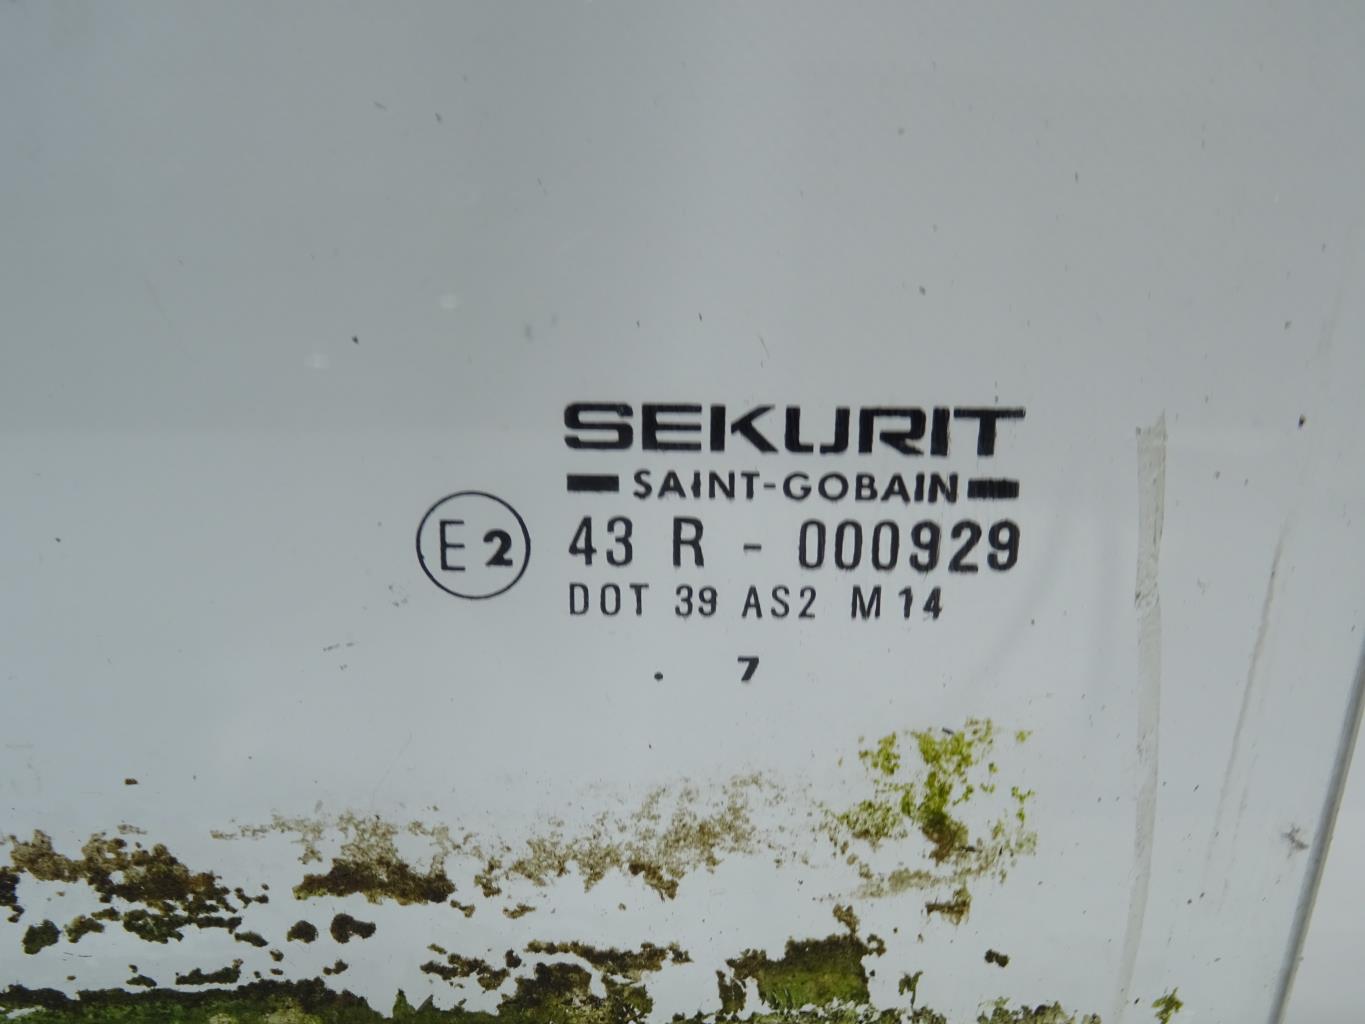 SEKURIT
SAINT-GOBAIN
E2 43 R - 000929
DOT 39 AS2 M14
. 7